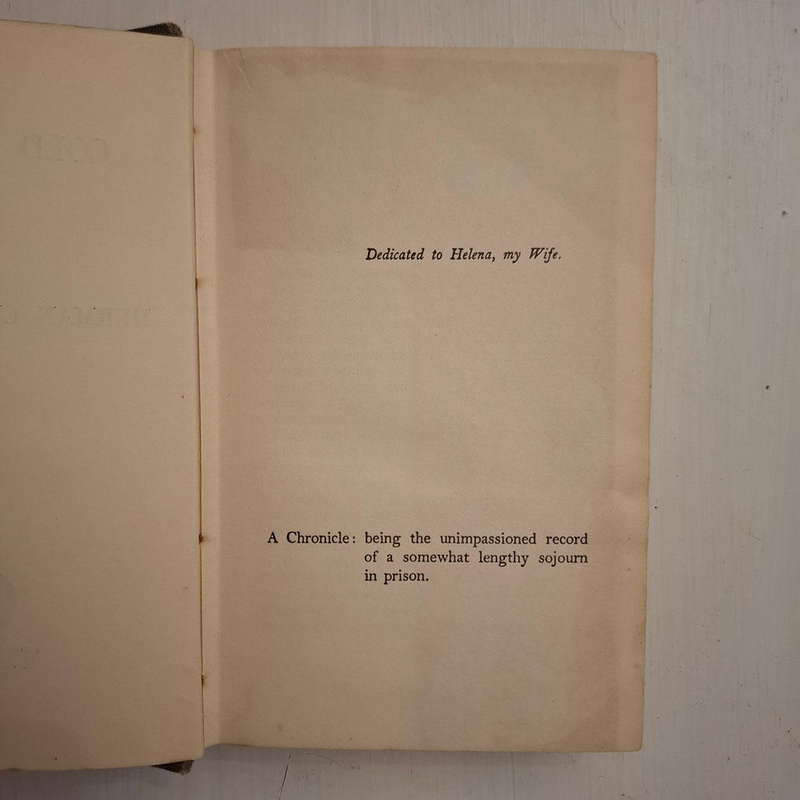 Dedicated to Helena, my Wife.
A Chronicle: being the unimpassioned record
of a somewhat lengthy sojourn
in prison.